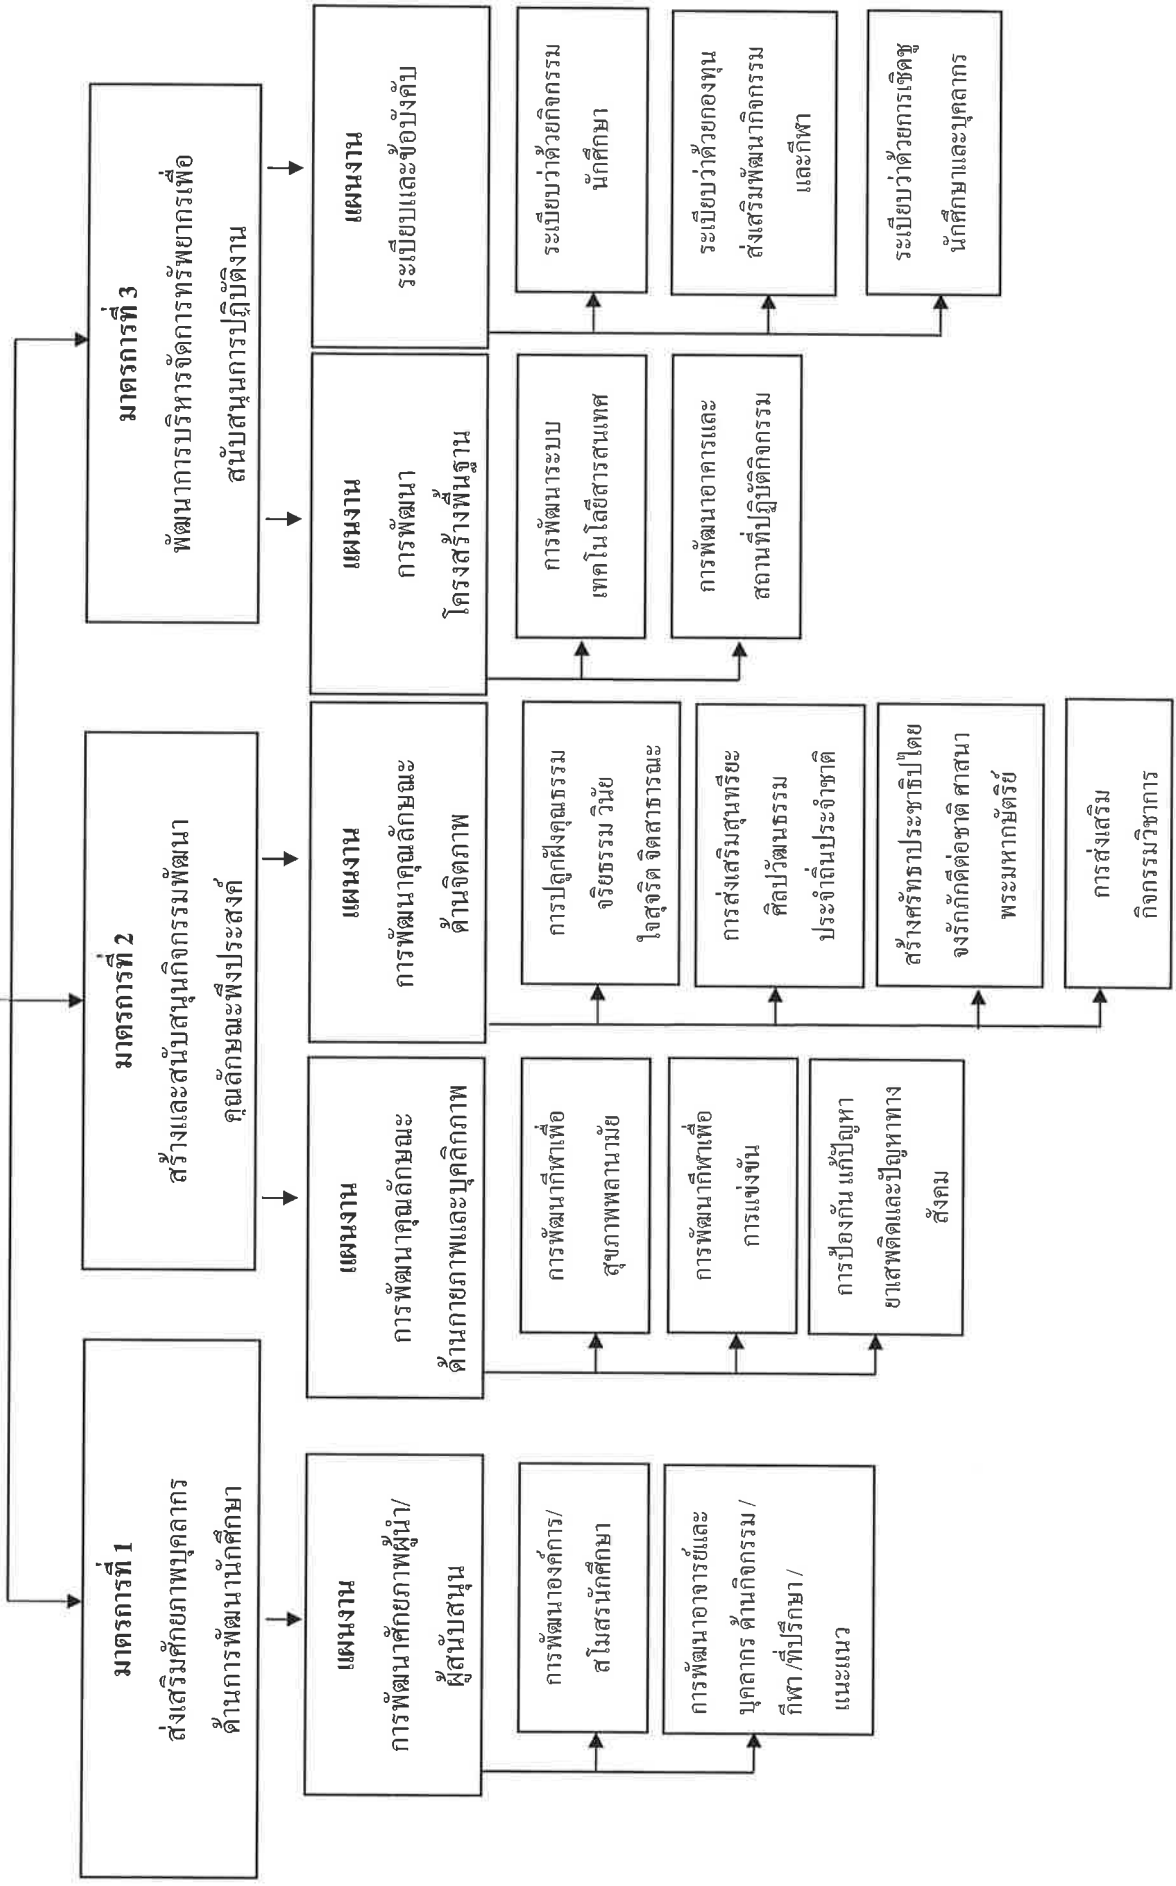 มาตรการที่ 1
ส่งเสริมศักยภาพบุคลากร
ด้านการพัฒนานักศึกษา
มาตรการที่ 2
สร้างและสนับสนุนกิจกรรมพัฒนา
คุณลักษณะพึงประสงค์
มาตรการที่ 3
พัฒนาการบริหารจัดการทรัพยากรเพื่อ
สนับสนุนการปฏิบัติงาน
แผนงาน
การพัฒนาศักยภาพผู้นำ/
ผู้สนับสนุน
แผนงาน
การพัฒนาคุณลักษณะ
ด้านกายภาพและบุคลิกภาพ
แผนงาน
การพัฒนาคุณลักษณะ
ด้านจิตภาพ
แผนงาน
การพัฒนา
โครงสร้างพื้นฐาน
แผนงาน
ระเบียบและข้อบังคับ
การพัฒนาองค์การ/
สโมสรนักศึกษา
การพัฒนาอาจารย์และ
บุคลากร ด้านกิจกรรม /
กีฬา /ที่ปรึกษา /
แนะแนว
การพัฒนากีฬาเพื่อ
สุขภาพพลานามัย
การพัฒนากีฬาเพื่อ
การแข่งขัน
การป้องกัน แก้ปัญหา
ยาเสพติดและปัญหาทาง
สังคม
การปลูกฝังคุณธรรม
จริยธรรม วินัย
ใจสุจริต จิตสาธารณะ
การส่งเสริมสุนทรียะ
ศิลปวัฒนธรรม
ประจำถิ่นประจำชาติ
สร้างศรัทธาประชาธิปไตย
จงรักภักดีต่อชาติ ศาสนา
พระมหากษัตริย์
การส่งเสริม
กิจกรรมวิชาการ
การพัฒนาระบบ
เทคโนโลยีสารสนเทศ
การพัฒนาอาคารและ
สถานที่ปฏิบัติกิจกรรม
ระเบียบว่าด้วยกิจกรรม
นักศึกษา
ระเบียบว่าด้วยกองทุน
ส่งเสริมพัฒนากิจกรรม
และกีฬา
ระเบียบว่าด้วยการเชิดชู
นักศึกษาและบุคลากร